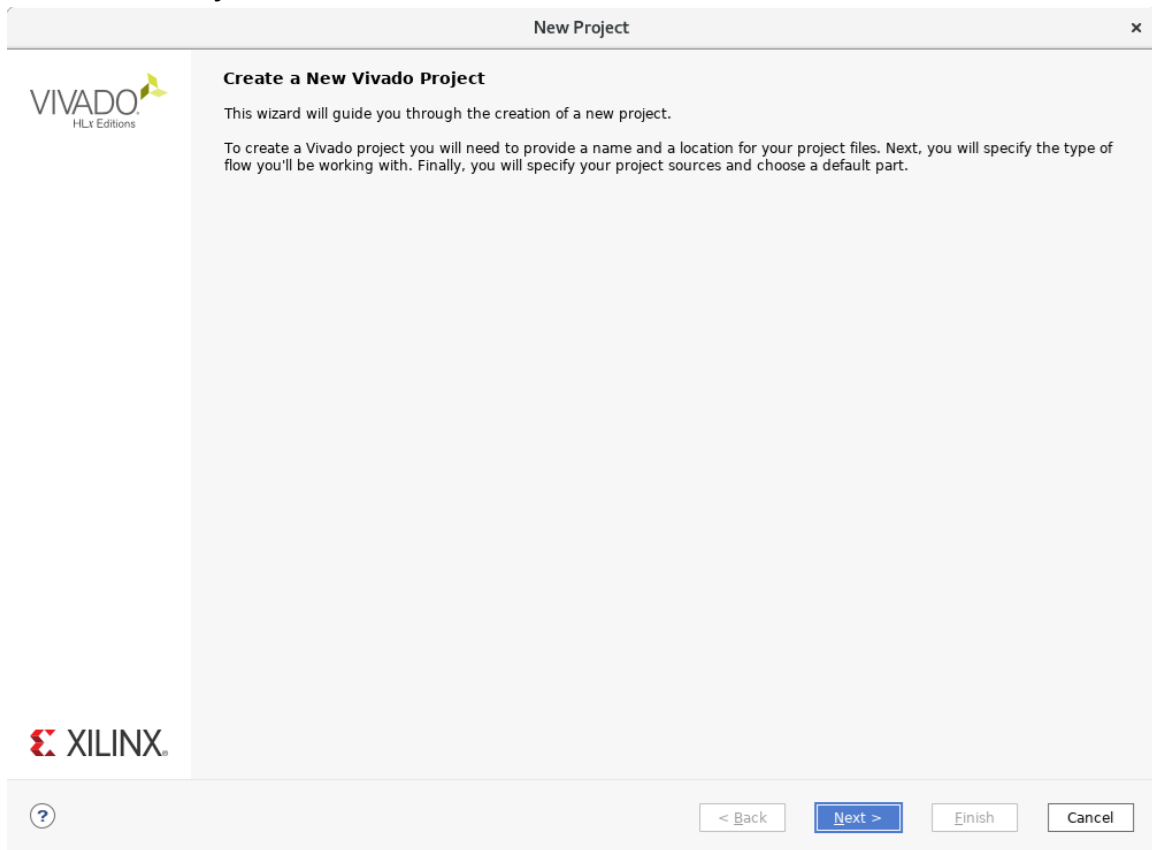 New Project
×
VIVADO.
HLx Editions
Create a New Vivado Project
This wizard will guide you through the creation of a new project.
To create a Vivado project you will need to provide a name and a location for your project files. Next, you will specify the type of
flow you'll be working with. Finally, you will specify your project sources and choose a default part.
XILINX®
? < Back Next > Finish Cancel